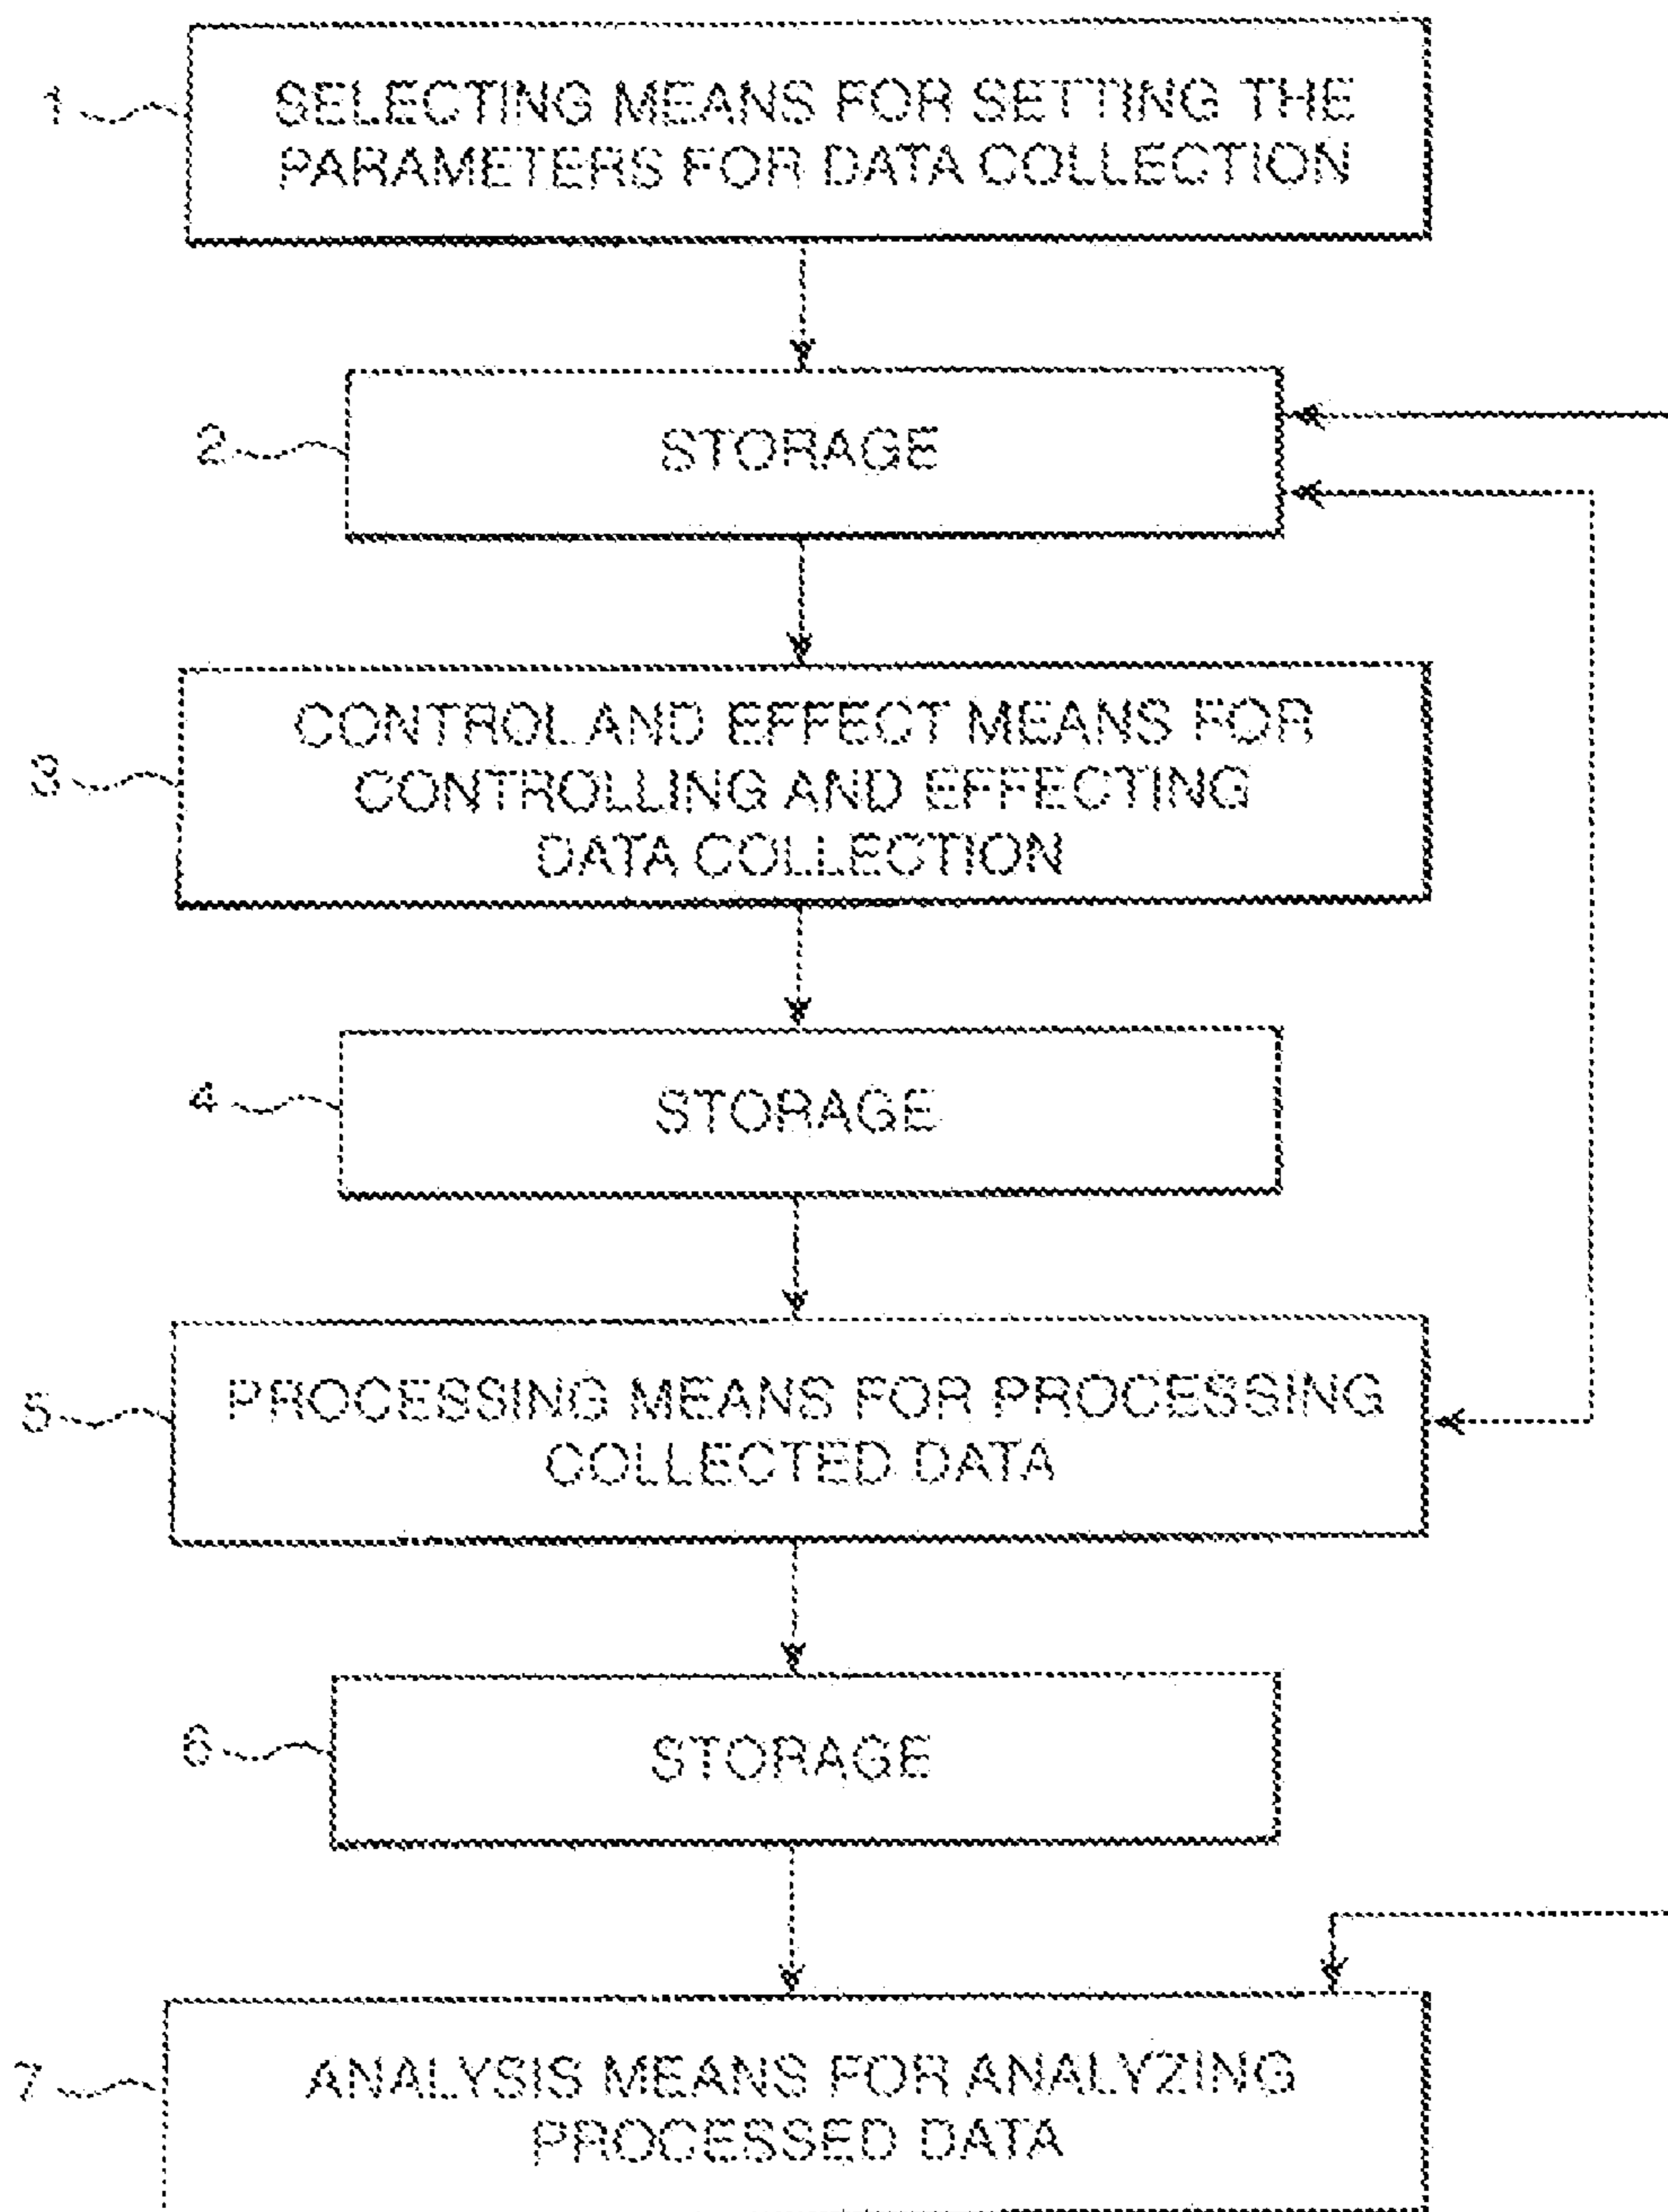 1
SELECTING MEANS FOR SETTING THE
PARAMETERS FOR DATA COLLECTION
2
STORAGE
3
CONTROL AND EFFECT MEANS FOR
CONTROLLING AND EFFECTING
DATA COLLECTION
4
STORAGE
5
PROCESSING MEANS FOR PROCESSING
COLLECTED DATA
6
STORAGE
7
ANALYSIS MEANS FOR ANALYZING
PROCESSED DATA